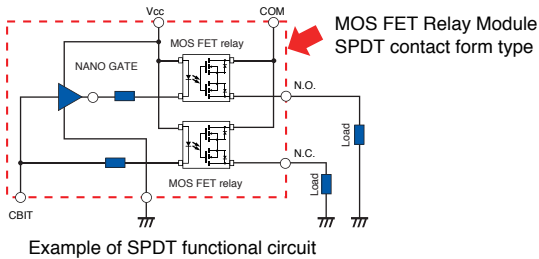 Vcc
COM
MOS FET Relay Module
SPDT contact form type
MOS FET relay
NANO GATE
N.O.
Load
N.C.
Load
MOS FET relay
CBIT
Example of SPDT functional circuit